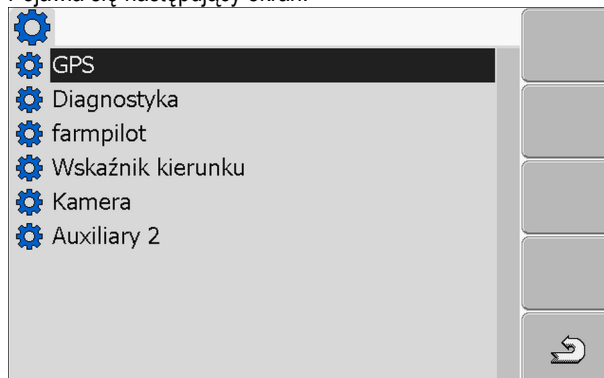 Pojawia się następujący ekran:
GPS
Diagnostyka
farmpilot
Wskaźnik kierunku
Kamera
Auxiliary 2